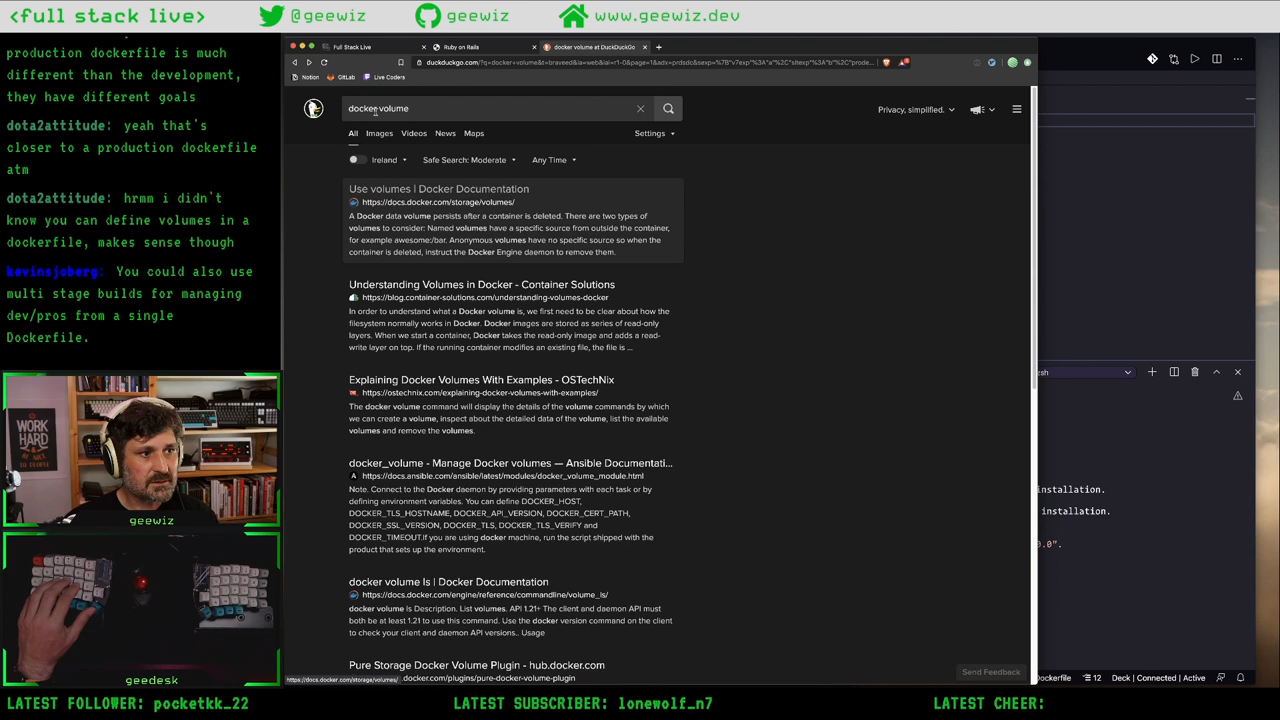 <full stack live>
@geewiz
geewiz
www.geewiz.dev
production dockerfile is much
different than the development,
they have different goals
dota2attitude: yeah that's
closer to a production dockerfile
atm
dota2attitude: hrmm i didn't
know you can define volumes in a
dockerfile, makes sense though
kevinsjoberg: You could also use
multi stage builds for managing
dev/pros from a single
Dockerfile.
WORK
HARD
geewiz
geedesk
Full Stack Live
Ruby on Rails
docker volume at DuckDuckGo
Notion
GitLab
Live Coders
docker volume
Privacy, simplified.
All
Images
Videos
News
Maps
Settings
Ireland
Safe Search: Moderate
Any Time
Use volumes | Docker Documentation
https://docs.docker.com/storage/volumes/
A Docker data volume persists after a container is deleted. There are two types of
volumes to consider: Named volumes have a specific source from outside the container,
for example awesome:/bar. Anonymous volumes have no specific source so when the
container is deleted, instruct the Docker Engine daemon to remove them.
Understanding Volumes in Docker - Container Solutions
https://blog.container-solutions.com/understanding-volumes-docker
In order to understand what a Docker volume is, we first need to be clear about how the
filesystem normally works in Docker. Docker images are stored as series of read-only
layers. When we start a container, Docker takes the read-only image and adds a read-
write layer on top. If the running container modifies an existing file, the file is ...
Explaining Docker Volumes With Examples - OSTechNix
https://ostechnix.com/explaining-docker-volumes-with-examples/
The docker volume command will display the details of the volume commands by which
we can create a volume, inspect about the detailed data of the volume, list the available
volumes and remove the volumes.
docker_volume - Manage Docker volumes — Ansible Documentati...
https://docs.ansible.com/ansible/latest/modules/docker_volume_module.html
Note. Connect to the Docker daemon by providing parameters with each task or by
defining environment variables. You can define DOCKER_HOST,
DOCKER_TLS_HOSTNAME, DOCKER_API_VERSION, DOCKER_CERT_PATH,
DOCKER_SSL_VERSION, DOCKER_TLS, DOCKER_TLS_VERIFY and
DOCKER_TIMEOUT.If you are using docker machine, run the script shipped with the
product that sets up the environment.
docker volume ls | Docker Documentation
https://docs.docker.com/engine/reference/commandline/volume_ls/
docker volume ls Description. List volumes. API 1.21+ The client and daemon API must
both be at least 1.21 to use this command. Use the docker version command on the client
to check your client and daemon API versions.. Usage
Pure Storage Docker Volume Plugin - hub.docker.com
.docker.com/plugins/pure-docker-volume-plugin
https://docs.docker.com/storage/volumes/
Send Feedback
zsh
installation.
installation.
0.0".
Dockerfile
12
Deck | Connected | Active
LATEST FOLLOWER: pocketkk_22
LATEST SUBSCRIBER: lonewolf_n7
LATEST CHEER: